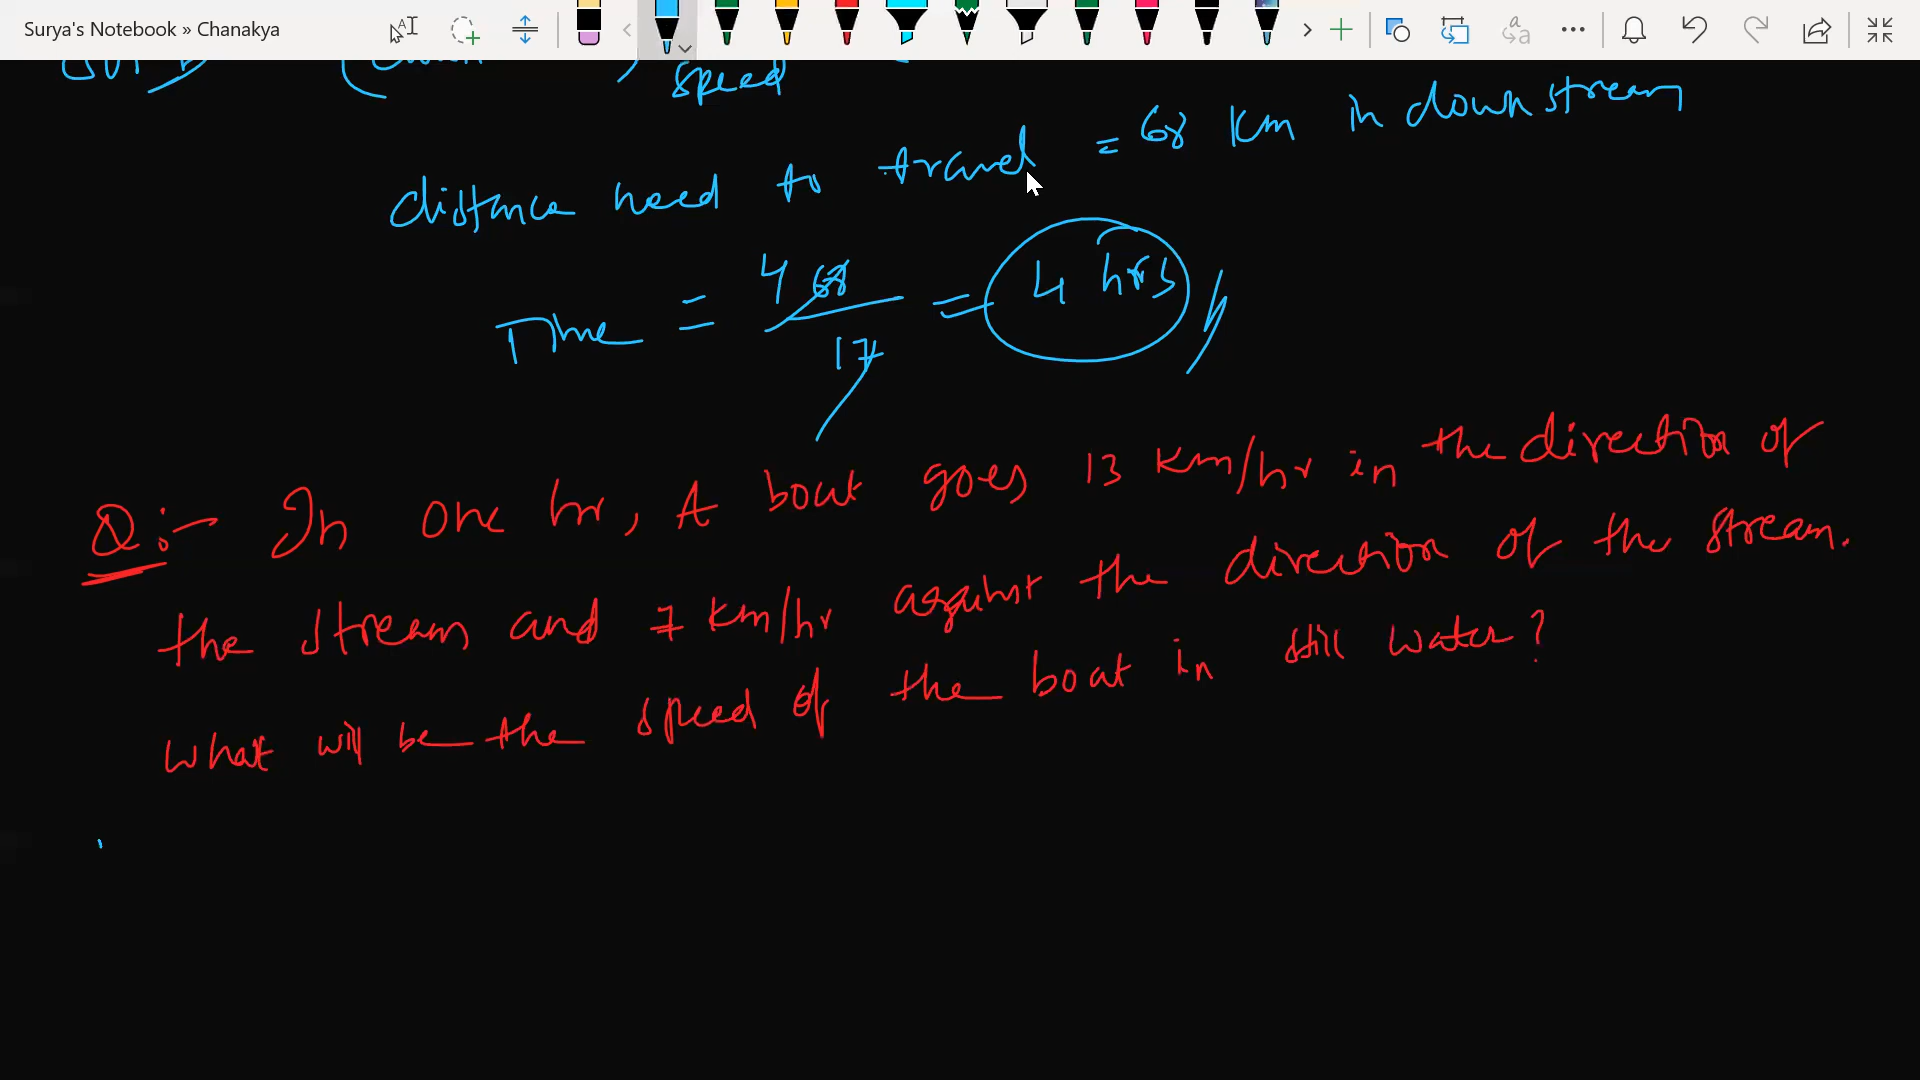 Surya's Notebook » Chanakya
speed
distance need to travel = 68 Km in downstream
Time = 4 68 / 17 = 4 hrs
Q:- In one hr, A boat goes 13 Km/hr in the direction of
the stream and 7 Km/hr against the direction of the stream.
What will be the speed of the boat in still water?